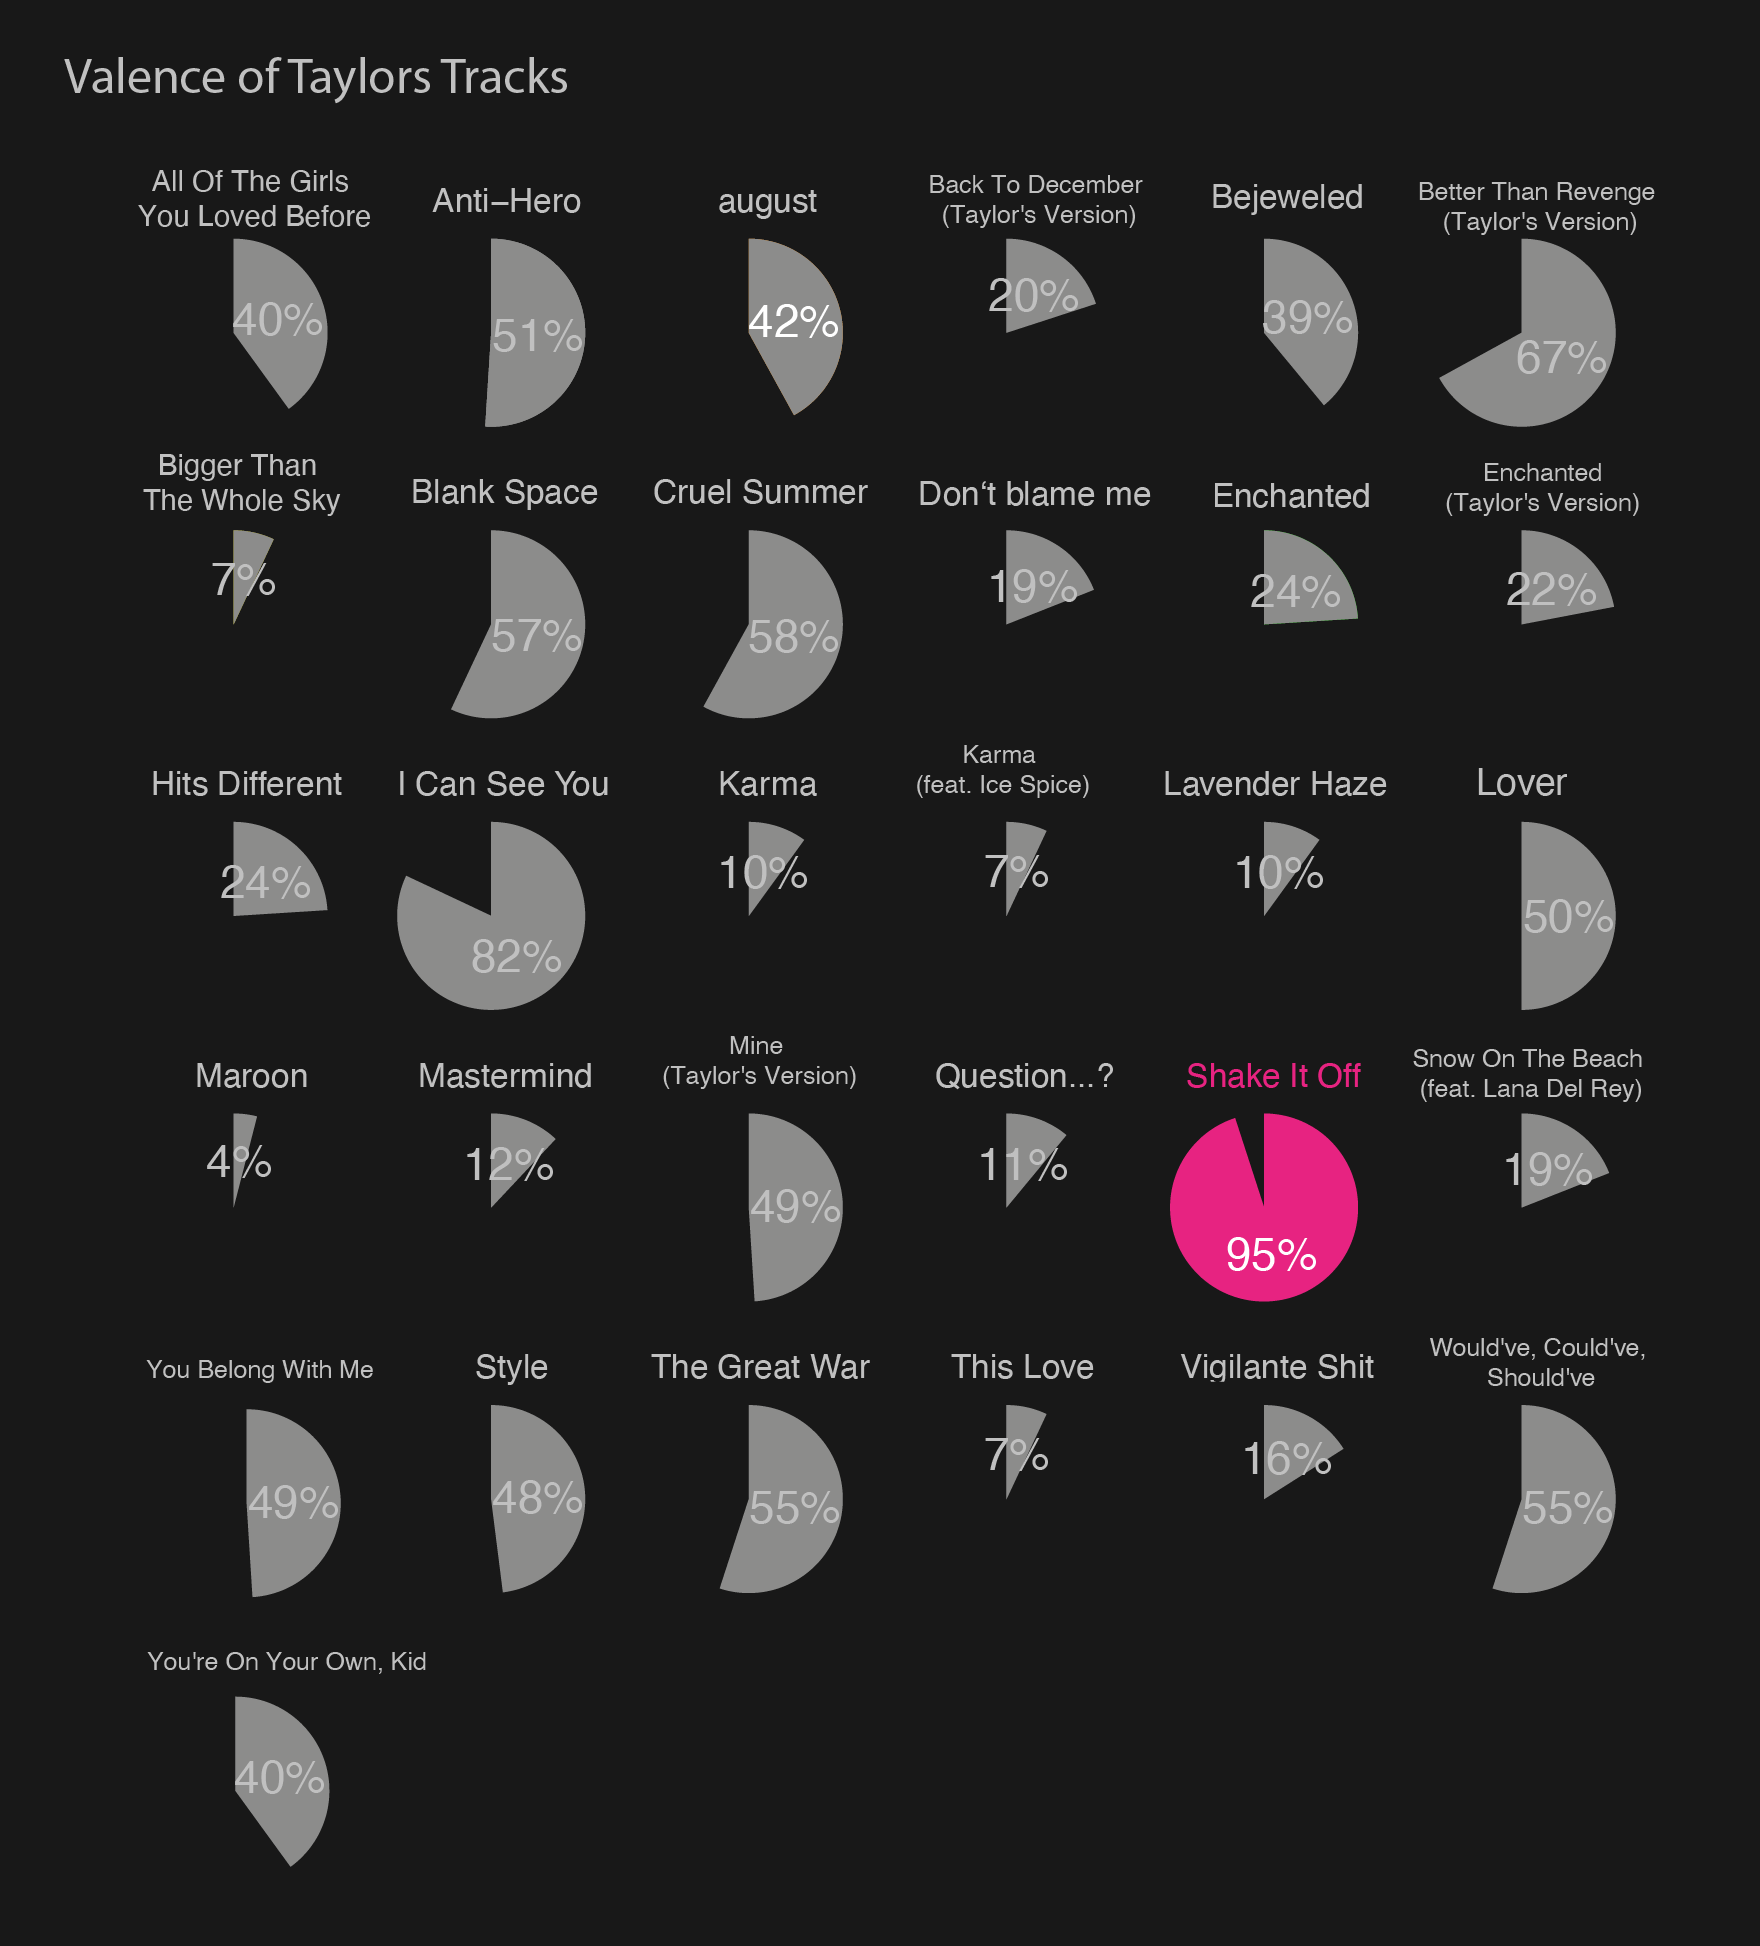 Valence of Taylors Tracks
All Of The Girls
You Loved Before
40%
Anti–Hero
51%
august
42%
Back To December
(Taylor's Version)
20%
Bejeweled
39%
Better Than Revenge
(Taylor's Version)
67%
Bigger Than
The Whole Sky
7%
Blank Space
57%
Cruel Summer
58%
Don‘t blame me
19%
Enchanted
24%
Enchanted
(Taylor's Version)
22%
Hits Different
24%
I Can See You
82%
Karma
10%
Karma
(feat. Ice Spice)
7%
Lavender Haze
10%
Lover
50%
Maroon
4%
Mastermind
12%
Mine
(Taylor's Version)
49%
Question...?
11%
Shake It Off
95%
Snow On The Beach
(feat. Lana Del Rey)
19%
You Belong With Me
49%
Style
48%
The Great War
55%
This Love
7%
Vigilante Shit
16%
Would've, Could've,
Should've
55%
You're On Your Own, Kid
40%